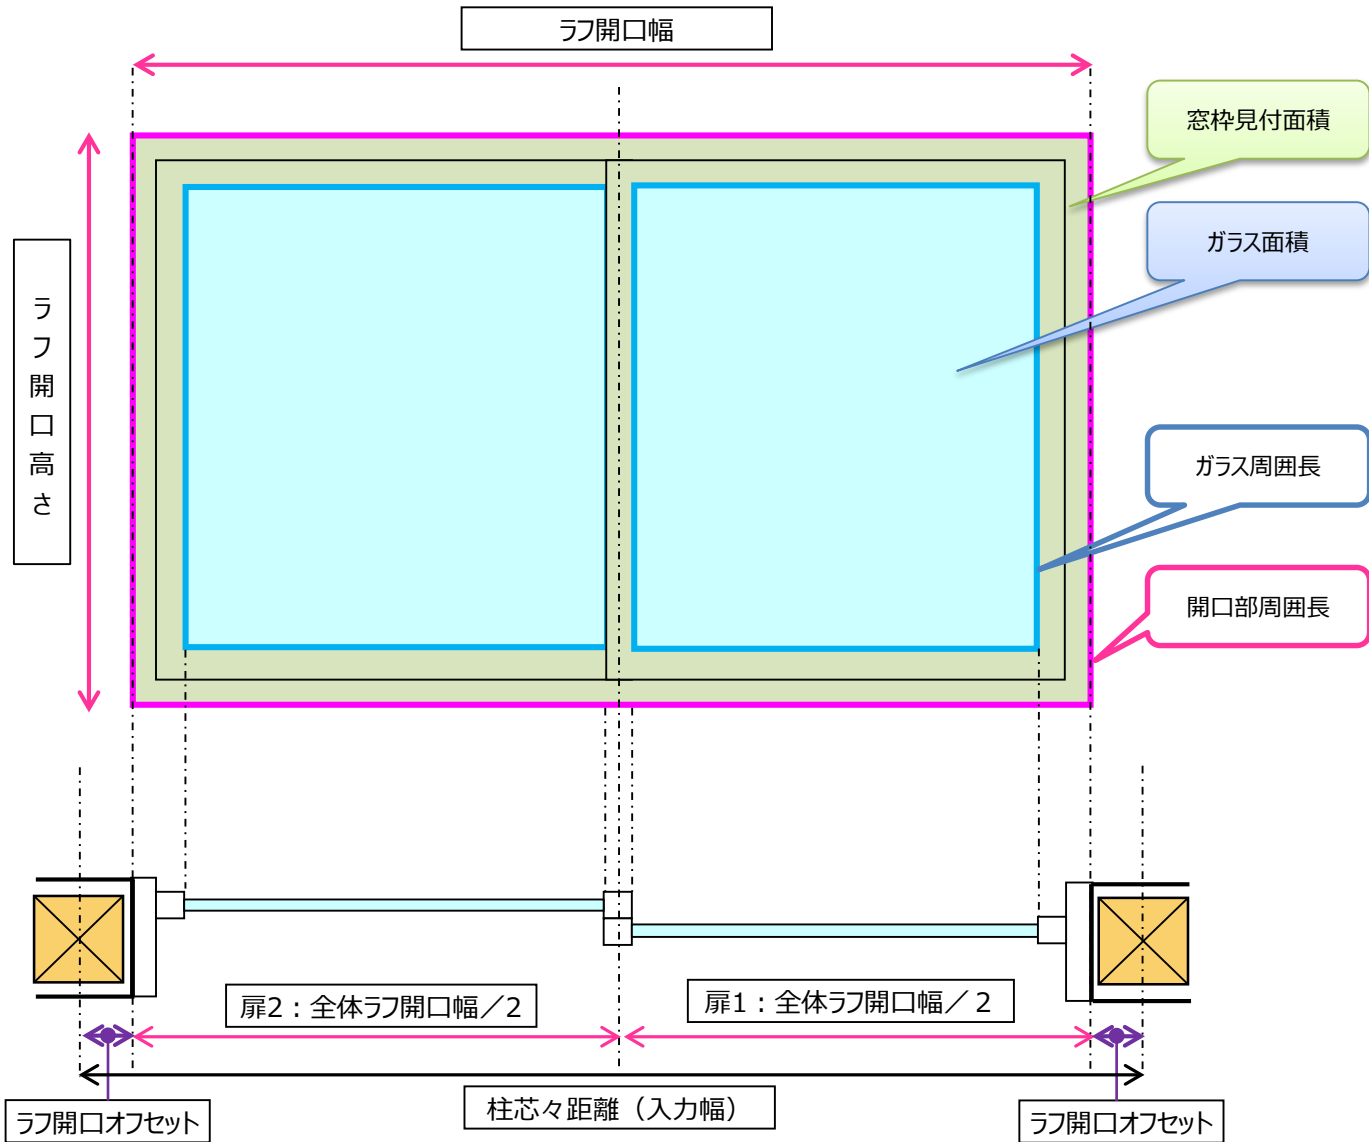 ラフ開口幅
窓枠見付面積
ガラス面積
ラフ開口高さ
ガラス周囲長
開口部周囲長
扉2：全体ラフ開口幅／2
扉1：全体ラフ開口幅／２
柱芯々距離（入力幅）
ラフ開口オフセット
ラフ開口オフセット